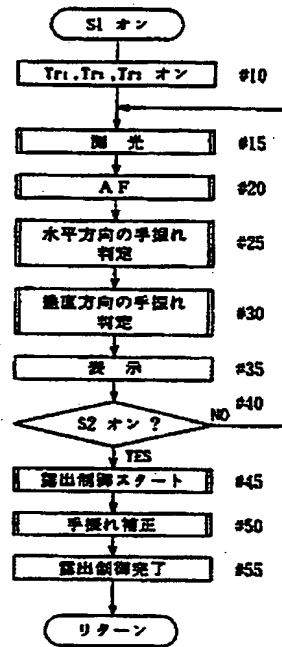 S1 オン
Tr1,Tr2,Tr3 オン #10
測 光 #15
A F #20
水平方向の手振れ
判定 #25
垂直方向の手振れ
判定 #30
表 示 #35
#40
S2 オン ? NO
YES
露出制御スタート #45
手振れ補正 #50
露出制御完了 #55
リターン